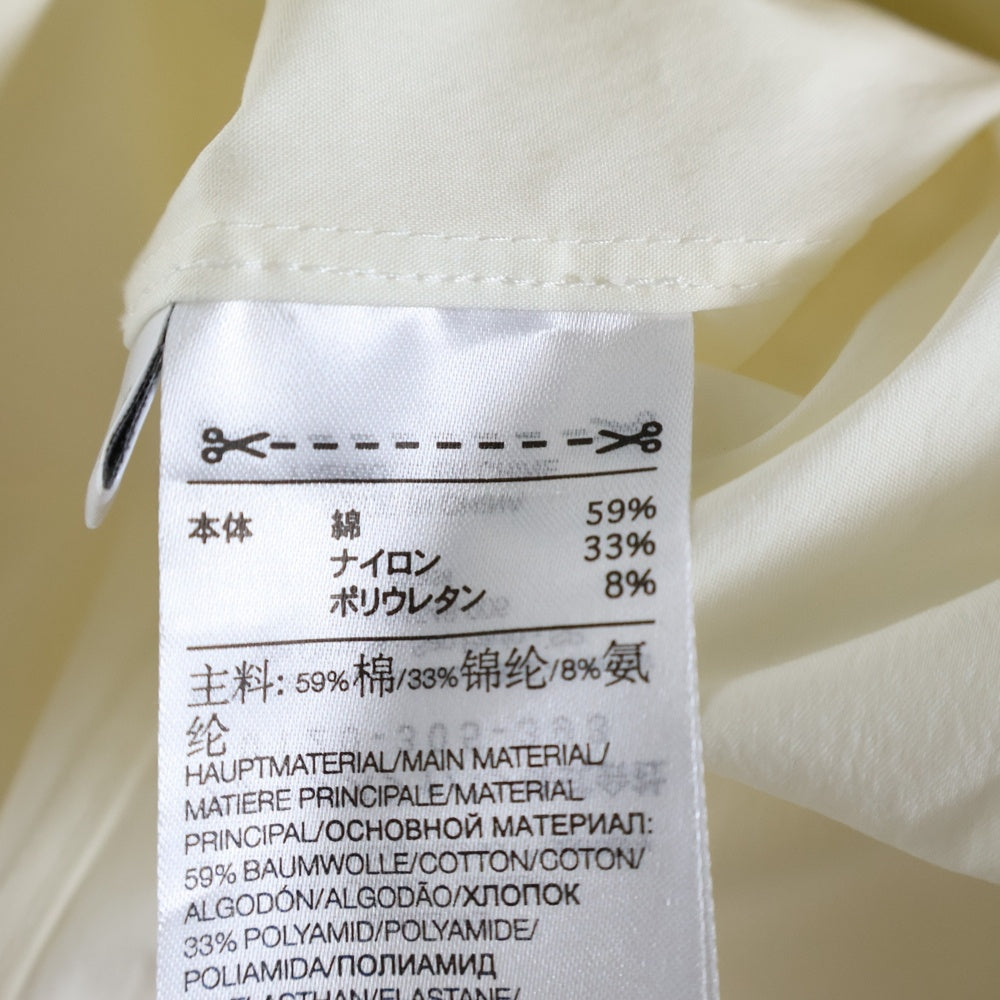 本体 綿 59%
ナイロン 33%
ポリウレタン 8%
主料: 59%棉/33%锦纶/8%氨
纶
HAUPTMATERIAL/MAIN MATERIAL/
MATIERE PRINCIPALE/MATERIAL
PRINCIPAL/ОСНОВНОЙ МАТЕРИАЛ:
59% BAUMWOLLE/COTTON/COTON/
ALGODÓN/ALGODÃO/ХЛОПОК
33% POLYAMID/POLYAMIDE/
POLIAMIDA/ПОЛИАМИД
ELASTHAN/ELASTANE/